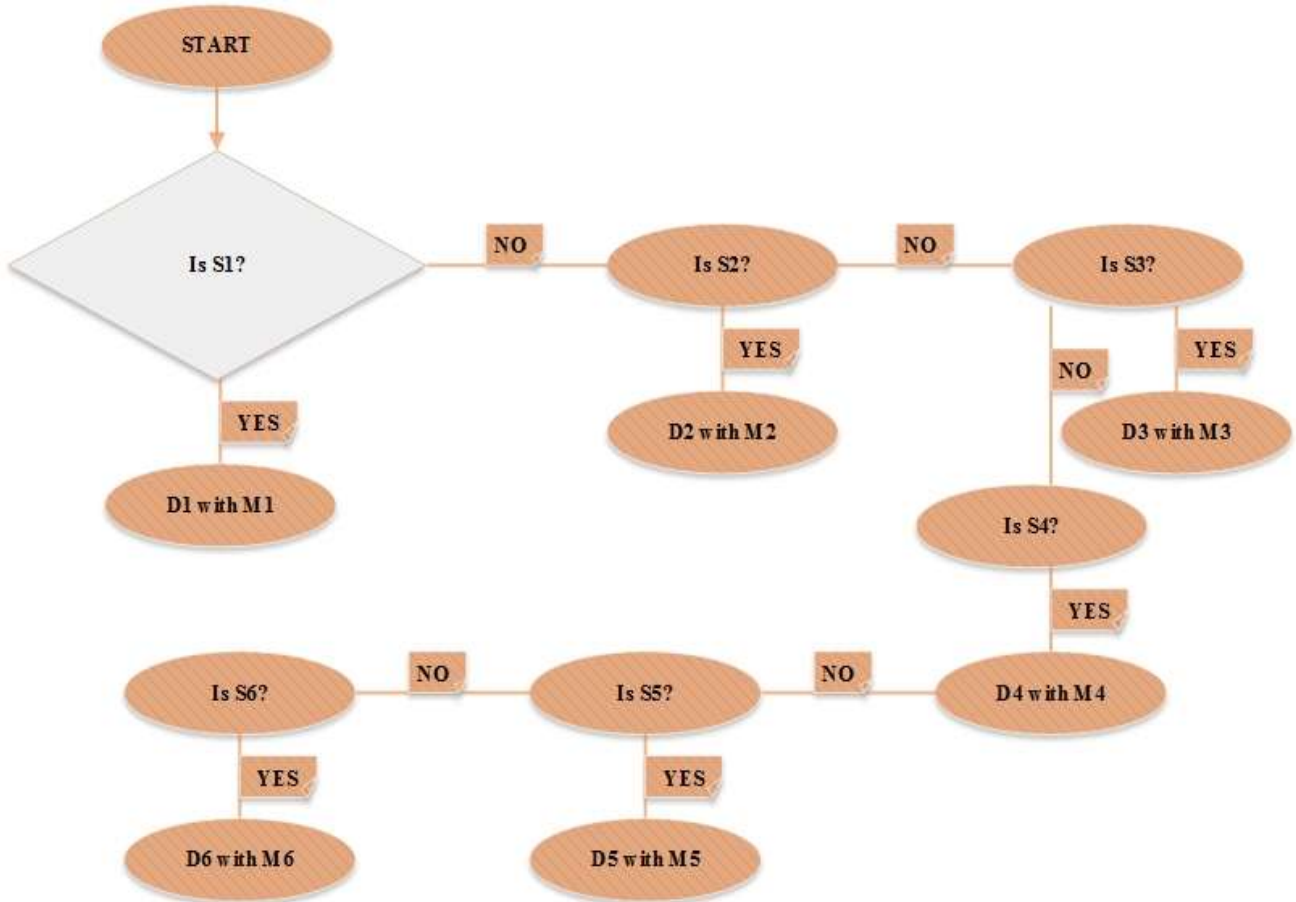 START
Is S1?
NO
Is S2?
NO
Is S3?
YES
D1 with M1
YES
D2 with M2
YES
D3 with M3
NO
Is S4?
YES
D4 with M4
NO
Is S5?
NO
Is S6?
YES
D5 with M5
YES
D6 with M6